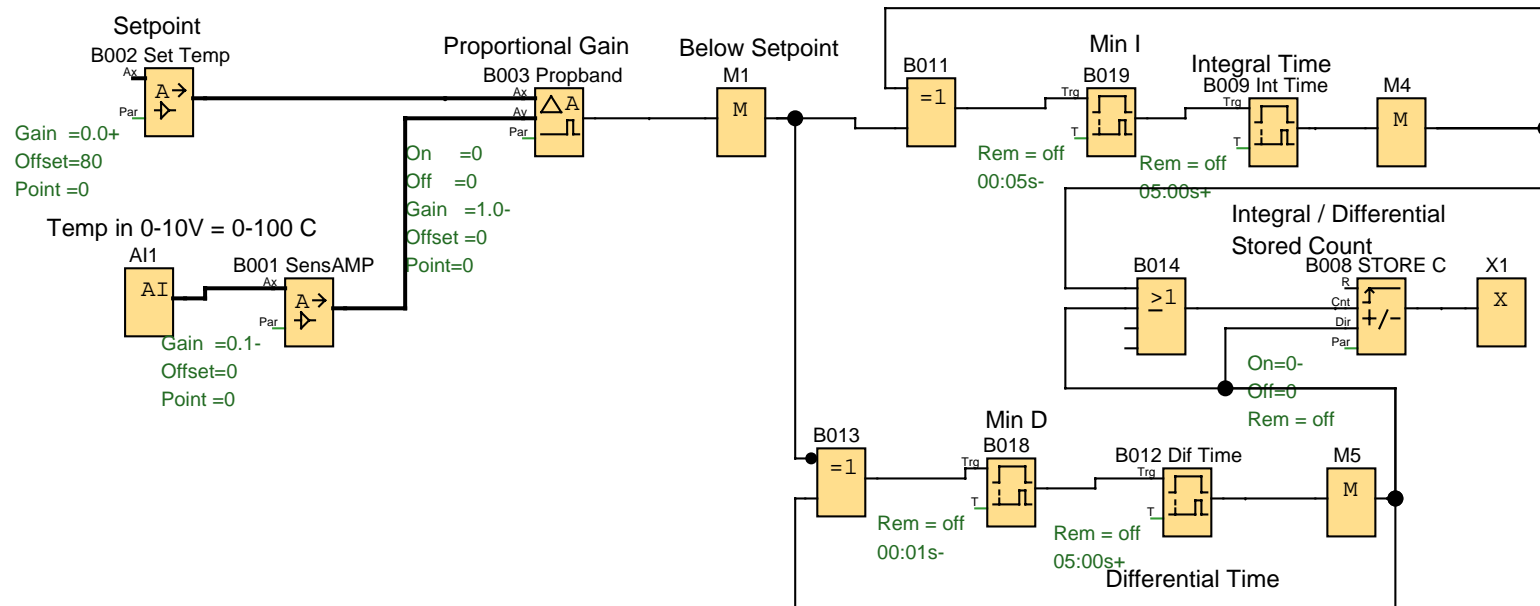 Setpoint
B002 Set Temp
Ax
A→
Par
Gain =0.0+
Offset=80
Point =0
Proportional Gain
B003 Propband
Ax
Ay
Par
A
On =0
Off =0
Gain =1.0-
Offset =0
Point=0
Below Setpoint
M1
M
B011
=1
Min I
B019
Trg
T
Rem = off
00:05s-
Integral Time
B009 Int Time
Trg
T
Rem = off
05:00s+
M4
M
Temp in 0-10V = 0-100 C
AI1
AI
B001 SensAMP
Ax
A→
Par
Gain =0.1-
Offset=0
Point =0
Integral / Differential
Stored Count
B014
>1
B008 STORE C
R
Cnt
Dir
Par
+/-
On=0-
Off=0
Rem = off
X1
X
B013
=1
Min D
B018
Trg
T
Rem = off
00:01s-
B012 Dif Time
Trg
T
Rem = off
05:00s+
M5
M
Differential Time